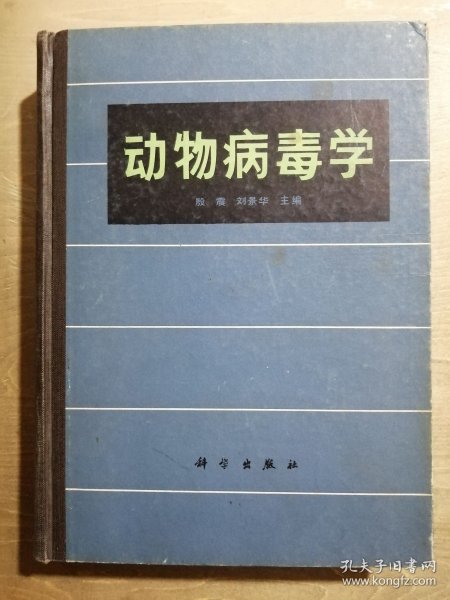 动物病毒学
殷 震 刘景华 主编
科学出版社
孔夫子旧书网
www.kongfz.com